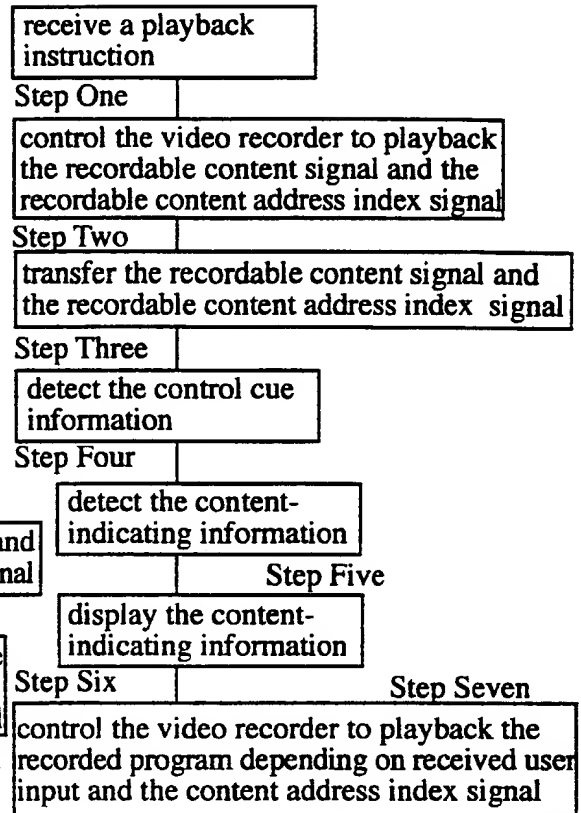 receive a playback
instruction
Step One
control the video recorder to playback
the recordable content signal and the
recordable content address index signal
Step Two
transfer the recordable content signal and
the recordable content address index signal
Step Three
detect the control cue
information
Step Four
detect the content-
indicating information
and
nal
Step Five
display the content-
indicating information
Step Six
Step Seven
control the video recorder to playback the
recorded program depending on received user
input and the content address index signal